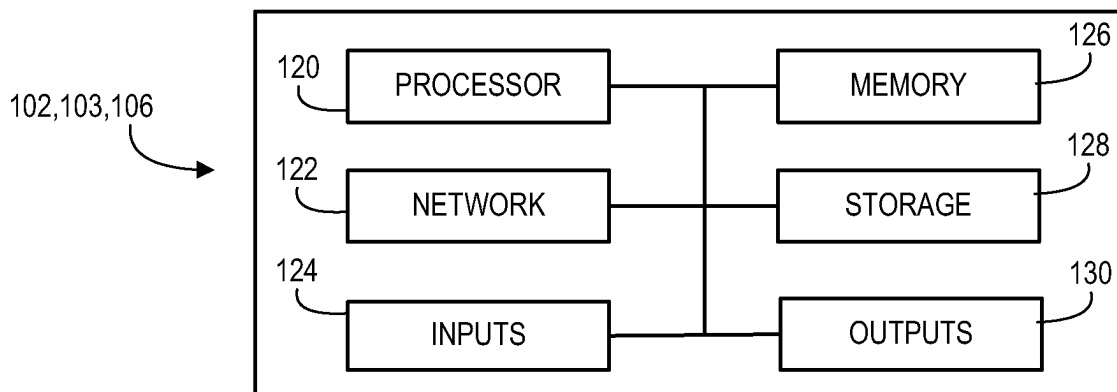 120
PROCESSOR
MEMORY
126
102,103,106
122
NETWORK
STORAGE
128
124
INPUTS
OUTPUTS
130